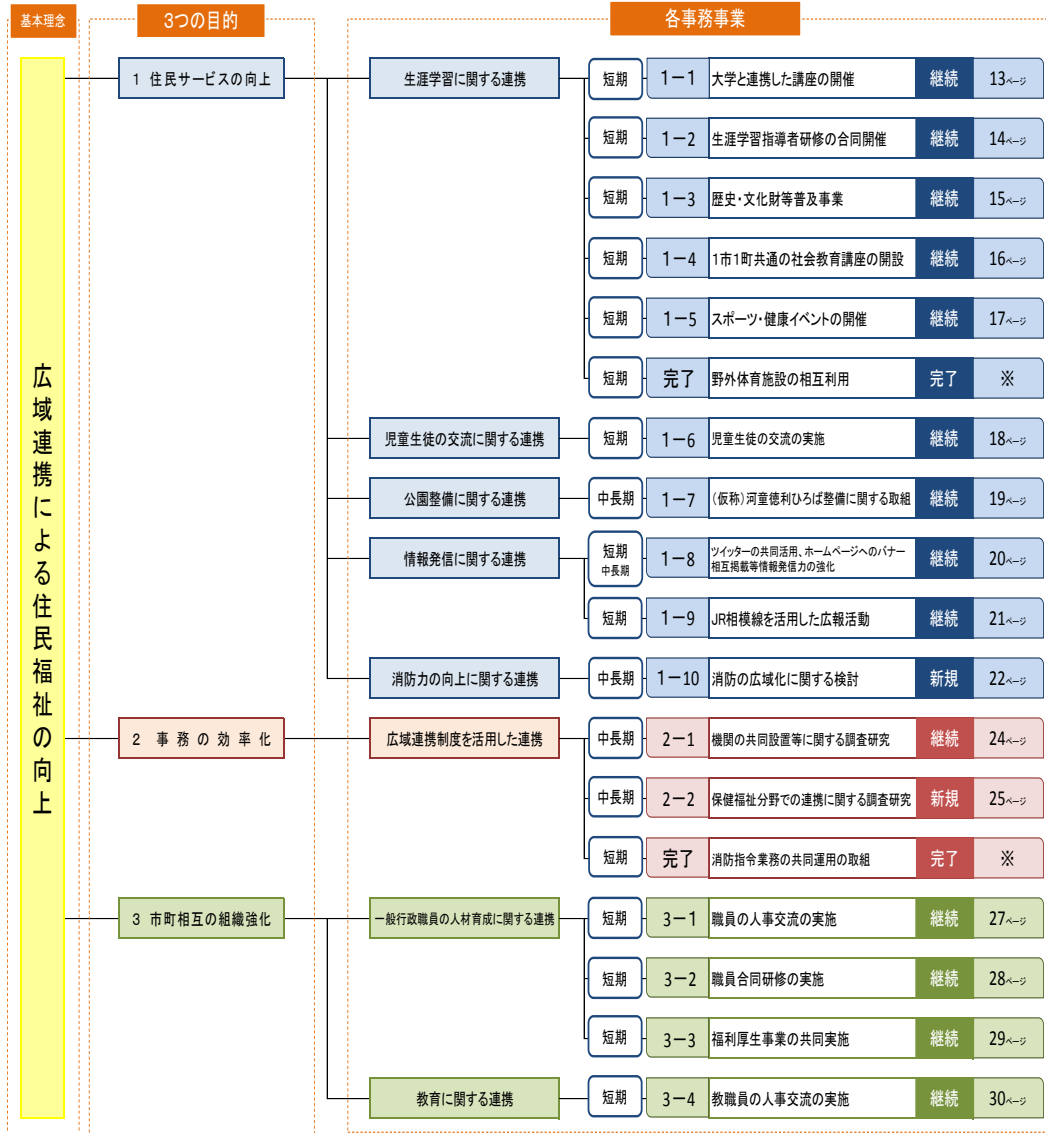 基本理念
3つの目的
各事務事業
広域連携による住民福祉の向上
1 住民サービスの向上
生涯学習に関する連携
短期 1－1 大学と連携した講座の開催 継続 13ページ
短期 1－2 生涯学習指導者研修の合同開催 継続 14ページ
短期 1－3 歴史・文化財等普及事業 継続 15ページ
短期 1－4 1市1町共通の社会教育講座の開設 継続 16ページ
短期 1－5 スポーツ・健康イベントの開催 継続 17ページ
短期 完了 野外体育施設の相互利用 完了 ※
児童生徒の交流に関する連携
短期 1－6 児童生徒の交流の実施 継続 18ページ
公園整備に関する連携
中長期 1－7 (仮称)河童徳利ひろば整備に関する取組 継続 19ページ
情報発信に関する連携
短期
中長期
1－8
ツイッターの共同活用、ホームページへのバナー
相互掲載等情報発信力の強化
継続 20ページ
短期 1－9 JR相模線を活用した広報活動 継続 21ページ
消防力の向上に関する連携
中長期 1－10 消防の広域化に関する検討 新規 22ページ
2 事務の効率化
広域連携制度を活用した連携
中長期 2－1 機関の共同設置等に関する調査研究 継続 24ページ
中長期 2－2 保健福祉分野での連携に関する調査研究 新規 25ページ
短期 完了 消防指令業務の共同運用の取組 完了 ※
3 市町相互の組織強化
一般行政職員の人材育成に関する連携
短期 3－1 職員の人事交流の実施 継続 27ページ
短期 3－2 職員合同研修の実施 継続 28ページ
短期 3－3 福利厚生事業の共同実施 継続 29ページ
教育に関する連携
短期 3－4 教職員の人事交流の実施 継続 30ページ